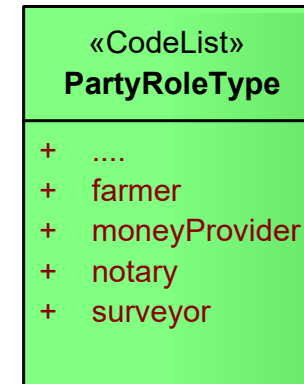 «CodeList»
PartyRoleType
+ ....
+ farmer
+ moneyProvider
+ notary
+ surveyor